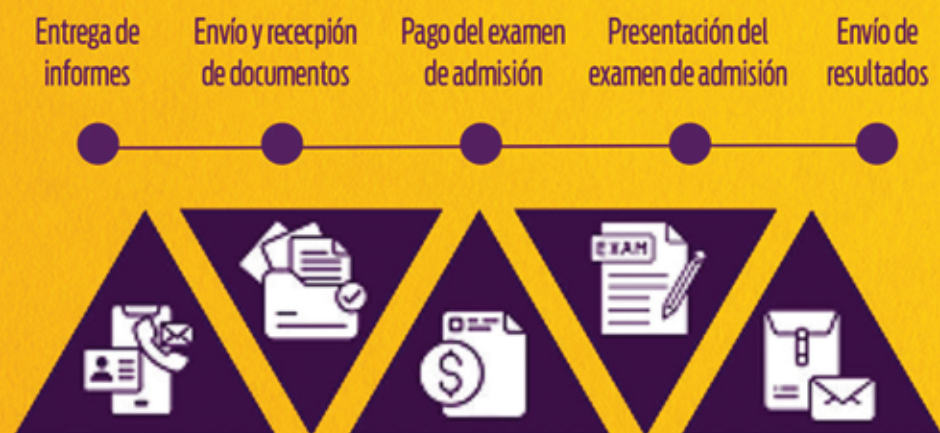 Entrega de
informes
Envío y rececpión
de documentos
Pago del examen
de admisión
Presentación del
examen de admisión
Envío de
resultados
EXAM
$